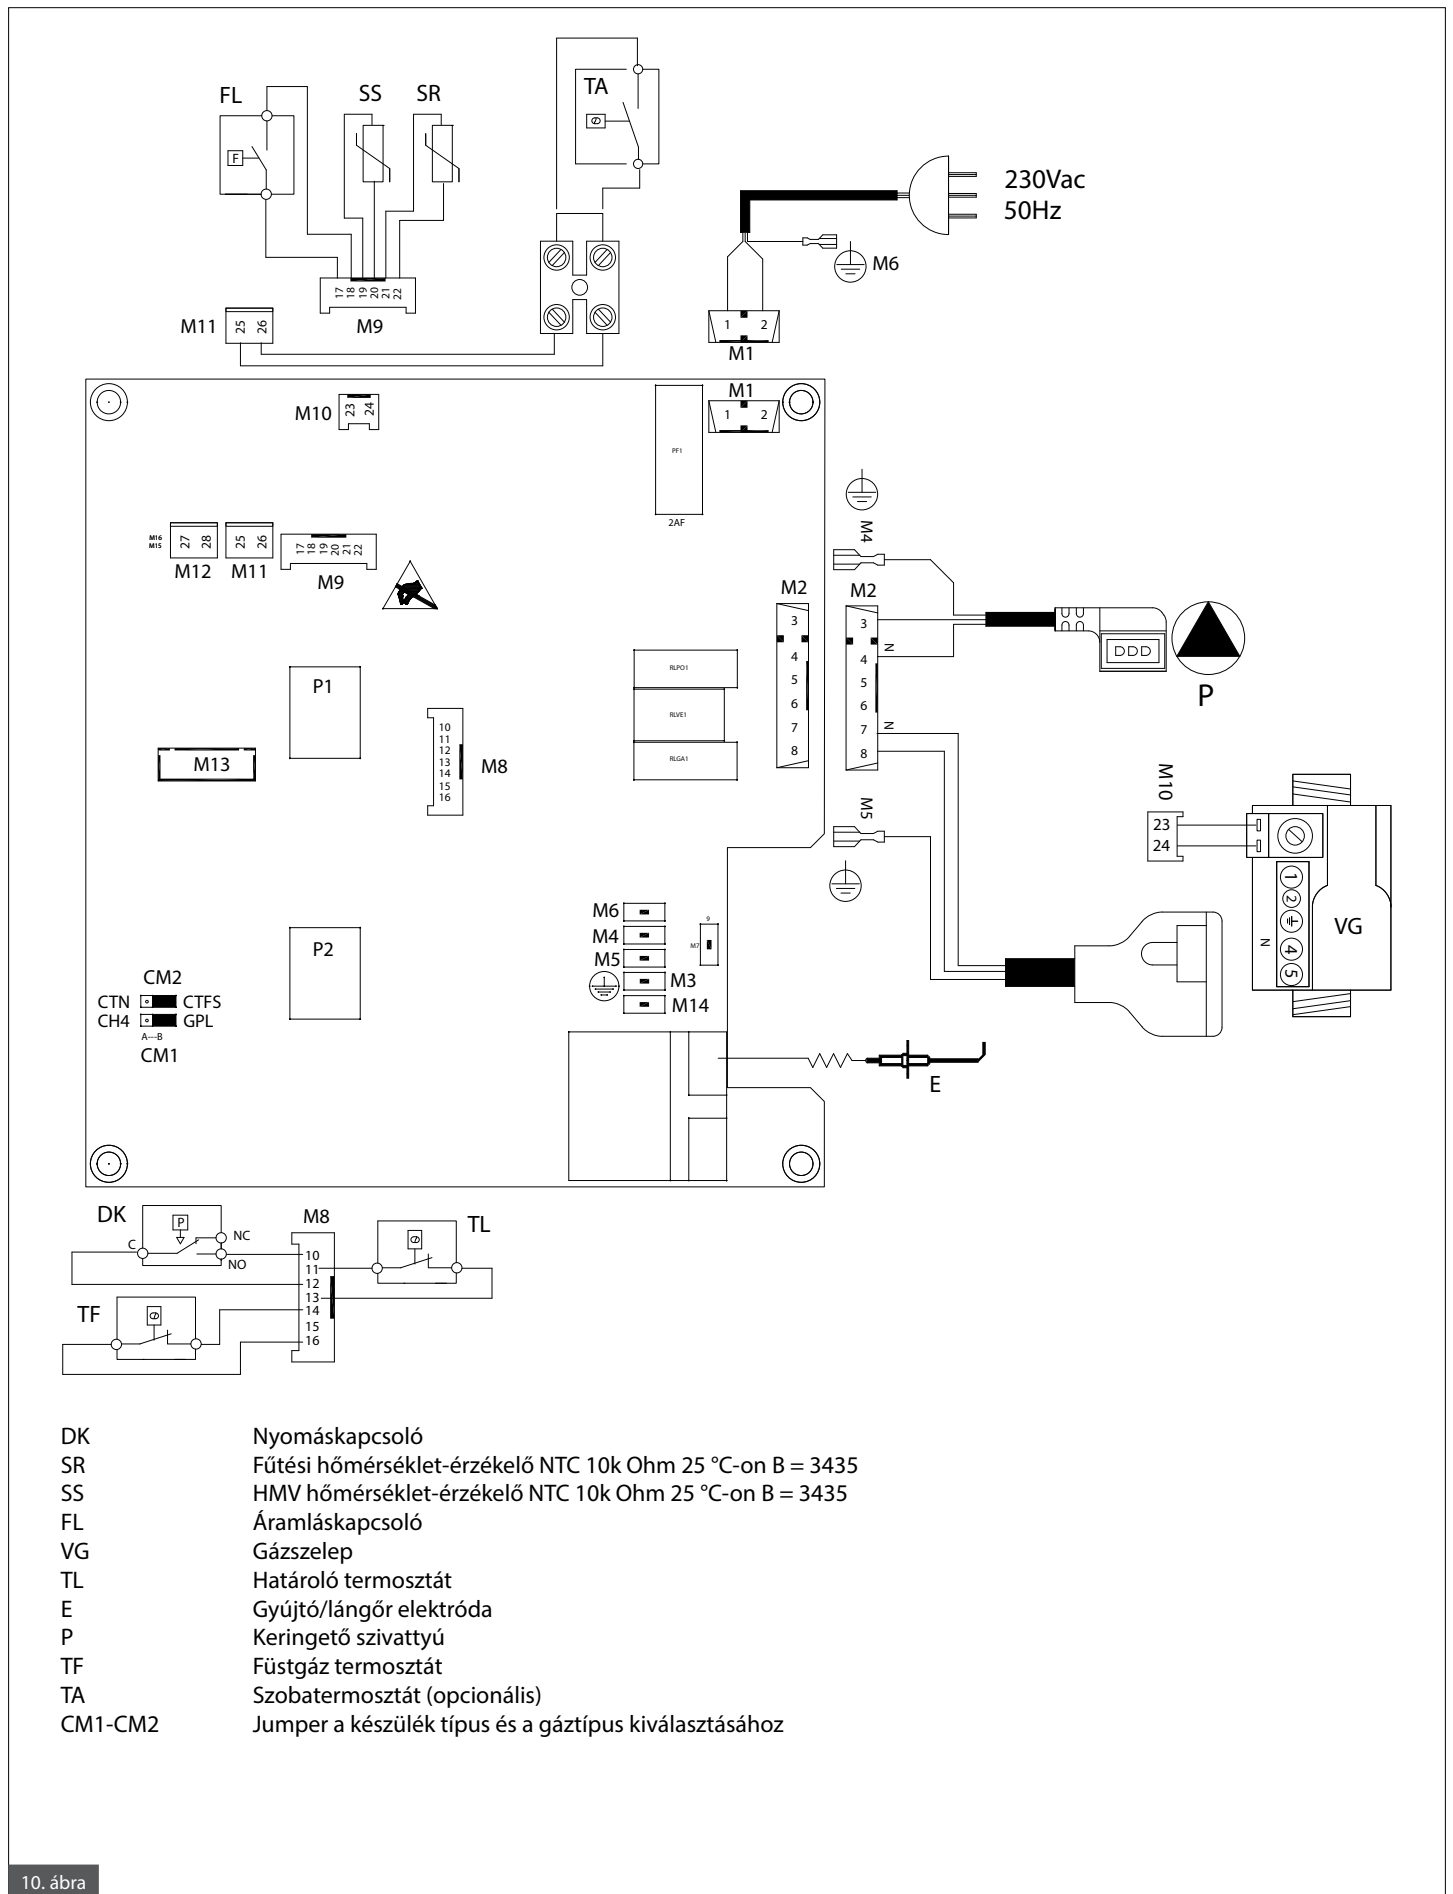 FL
SS
SR
TA
F
230Vac
50Hz
M6
17 18 19 20 21 22
M9
M11
25 26
1 2
M1
M1
1 2
M10
23 24
PF1
2AF
M16
M15
27 28
25 26
17 18 19 20 21 22
M12
M11
M9
M4
M2
M2
3
4
5
6
7
8
3
N
4
5
6
7
N
8
P
P1
RLPO1
RLVE1
RLGA1
M13
10
11
12
13
14
15
16
M8
M5
M10
23
24
1
2
4
5
N
VG
M6
M4
M5
M3
M14
9
M7
P2
CM2
CTN CTFS
CH4 GPL
A---B
CM1
E
DK
P
C
NC
NO
M8
TL
10
11
12
13
14
15
16
TF
DK Nyomáskapcsoló
SR Fűtési hőmérséklet-érzékelő NTC 10k Ohm 25 °C-on B = 3435
SS HMV hőmérséklet-érzékelő NTC 10k Ohm 25 °C-on B = 3435
FL Áramláskapcsoló
VG Gázszelep
TL Határoló termosztát
E Gyújtó/lángőr elektróda
P Keringető szivattyú
TF Füstgáz termosztát
TA Szobatermosztát (opcionális)
CM1-CM2 Jumper a készülék típus és a gáztípus kiválasztásához
10. ábra